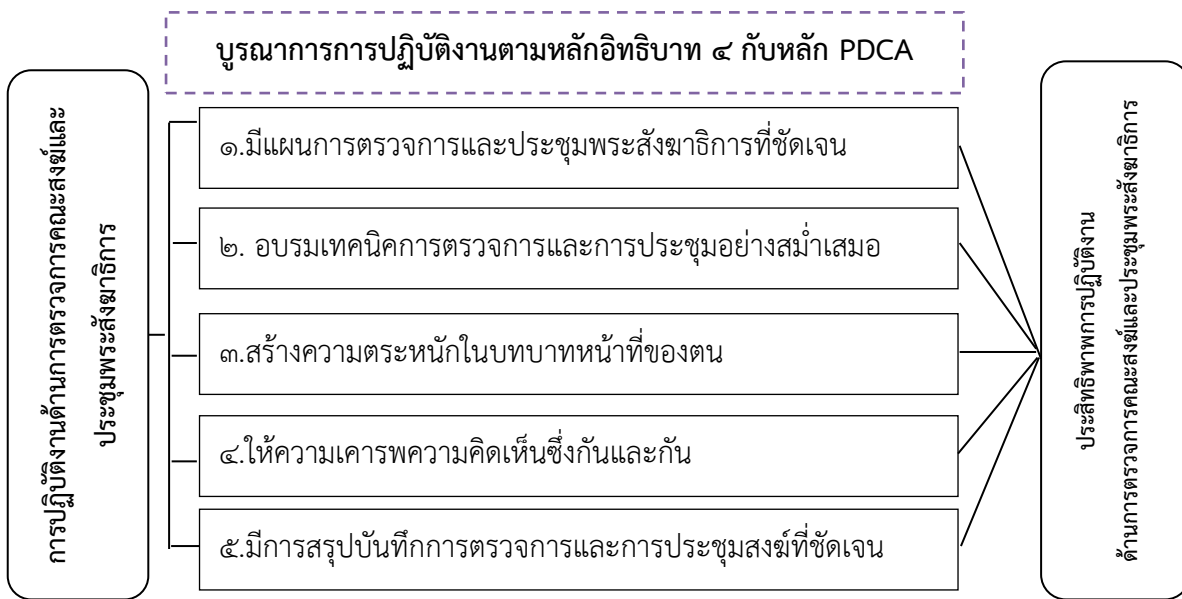 บูรณาการการปฏิบัติงานตามหลักอิทธิบาท ๔ กับหลัก PDCA
การปฏิบัติงานด้านการตรวจการคณะสงฆ์และ
ประชุมพระสังฆาธิการ
๑.มีแผนการตรวจการและประชุมพระสังฆาธิการที่ชัดเจน
๒. อบรมเทคนิคการตรวจการและการประชุมอย่างสม่ำเสมอ
๓.สร้างความตระหนักในบทบาทหน้าที่ของตน
๔.ให้ความเคารพความคิดเห็นซึ่งกันและกัน
๕.มีการสรุปบันทึกการตรวจการและการประชุมสงฆ์ที่ชัดเจน
ประสิทธิพาพการปฏิบัติงาน
ด้านการตรวจการคณะสงฆ์และประชุมพระสังฆาธิการ